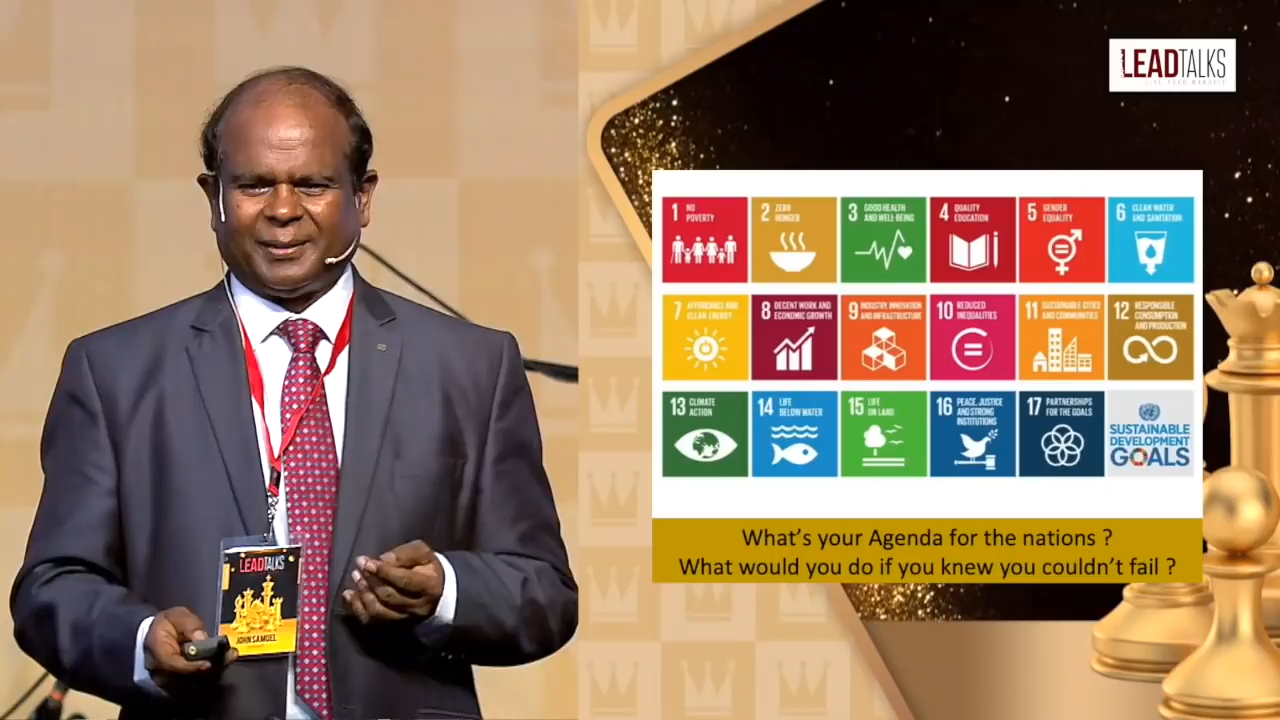 LEADTALKS
1 NO
POVERTY
2 ZERO
HUNGER
3 GOOD HEALTH
AND WELL-BEING
4 QUALITY
EDUCATION
5 GENDER
EQUALITY
6 CLEAN WATER
AND SANITATION
7 AFFORDABLE AND
CLEAN ENERGY
8 DECENT WORK AND
ECONOMIC GROWTH
9 INDUSTRY, INNOVATION
AND INFRASTRUCTURE
10 REDUCED
INEQUALITIES
11 SUSTAINABLE CITIES
AND COMMUNITIES
12 RESPONSIBLE
CONSUMPTION
AND PRODUCTION
13 CLIMATE
ACTION
14 LIFE
BELOW WATER
15 LIFE
ON LAND
16 PEACE, JUSTICE
AND STRONG
INSTITUTIONS
17 PARTNERSHIPS
FOR THE GOALS
SUSTAINABLE
DEVELOPMENT
GOALS
What's your Agenda for the nations ?
What would you do if you knew you couldn't fail ?
LEADTALKS
JOHN SAMUEL